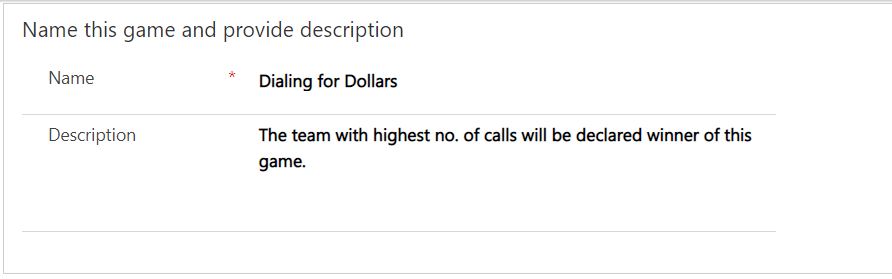 Name this game and provide description
Name * Dialing for Dollars
Description The team with highest no. of calls will be declared winner of this
game.